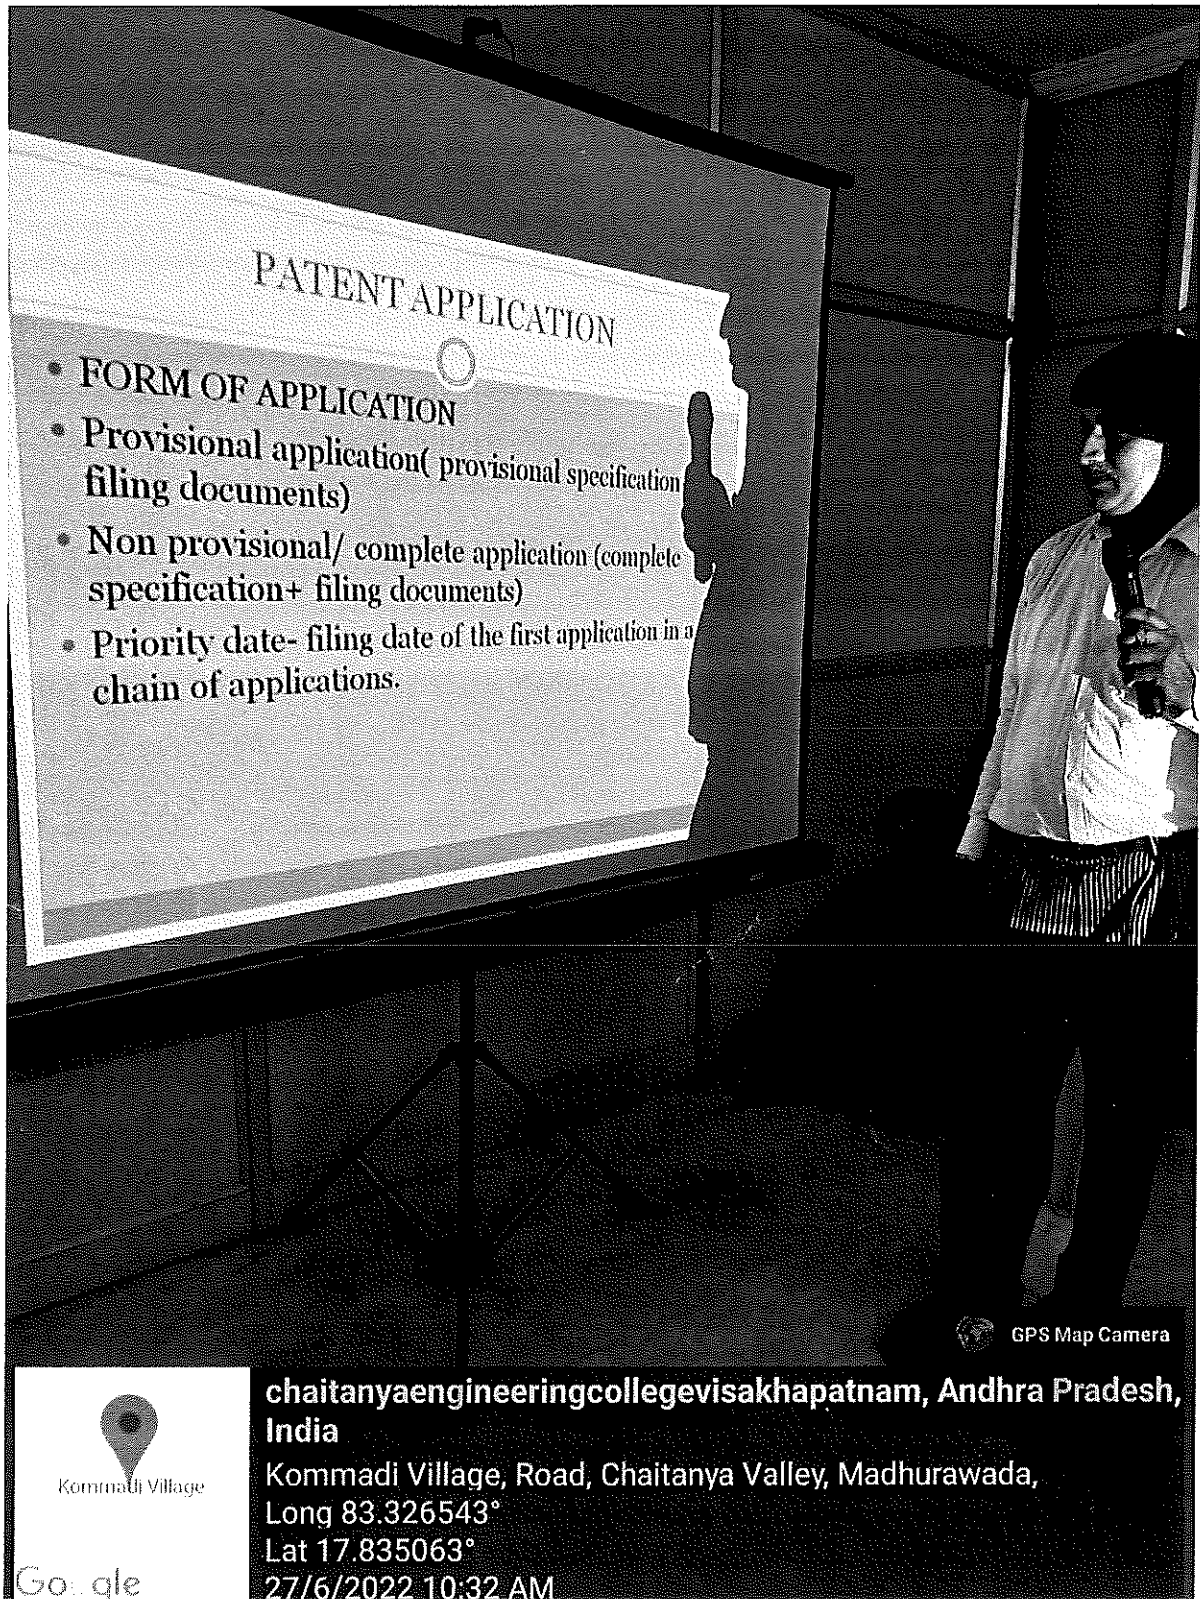 PATENT APPLICATION
• FORM OF APPLICATION
• Provisional application( provisional specification
filing documents)
• Non provisional/ complete application (complete
specification+ filing documents)
• Priority date- filing date of the first application in a
chain of applications.
GPS Map Camera
chaitanyaengineeringcollegevisakhapatnam, Andhra Pradesh,
India
Kommadi Village, Road, Chaitanya Valley, Madhurawada,
Long 83.326543°
Lat 17.835063°
27/6/2022 10:32 AM
Kommadi Village
Google